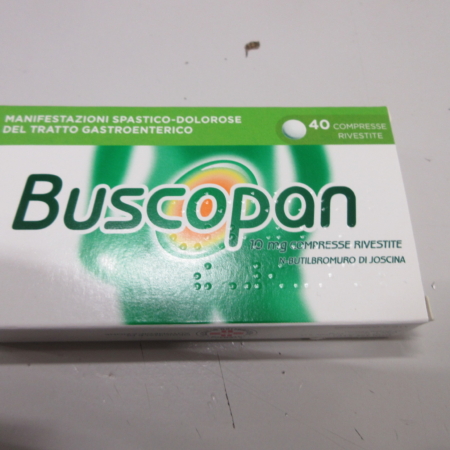 MANIFESTAZIONI SPASTICO-DOLOROSE
DEL TRATTO GASTROENTERICO
40 COMPRESSE
RIVESTITE
Buscopan
10 mg COMPRESSE RIVESTITE
N-BUTILBROMURO DI JOSCINA